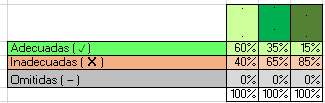 Adecuadas ( ✓ ) 60% 35% 15%
Inadecuadas ( ✗ ) 40% 65% 85%
Omitidas ( – ) 0% 0% 0%
100% 100% 100%